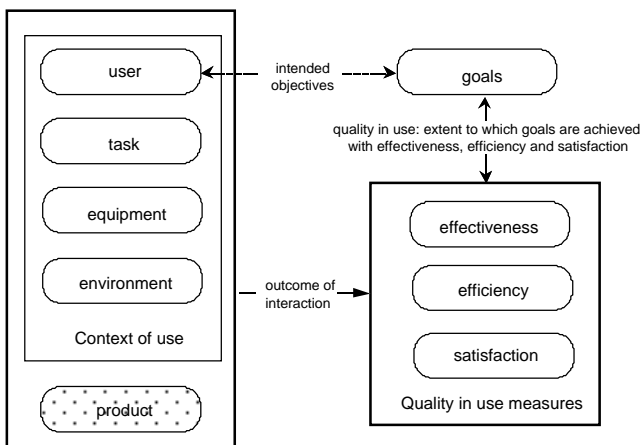 user
intended
objectives
goals
task
quality in use: extent to which goals are achieved
with effectiveness, efficiency and satisfaction
equipment
effectiveness
environment
outcome of
interaction
efficiency
Context of use
satisfaction
product
Quality in use measures